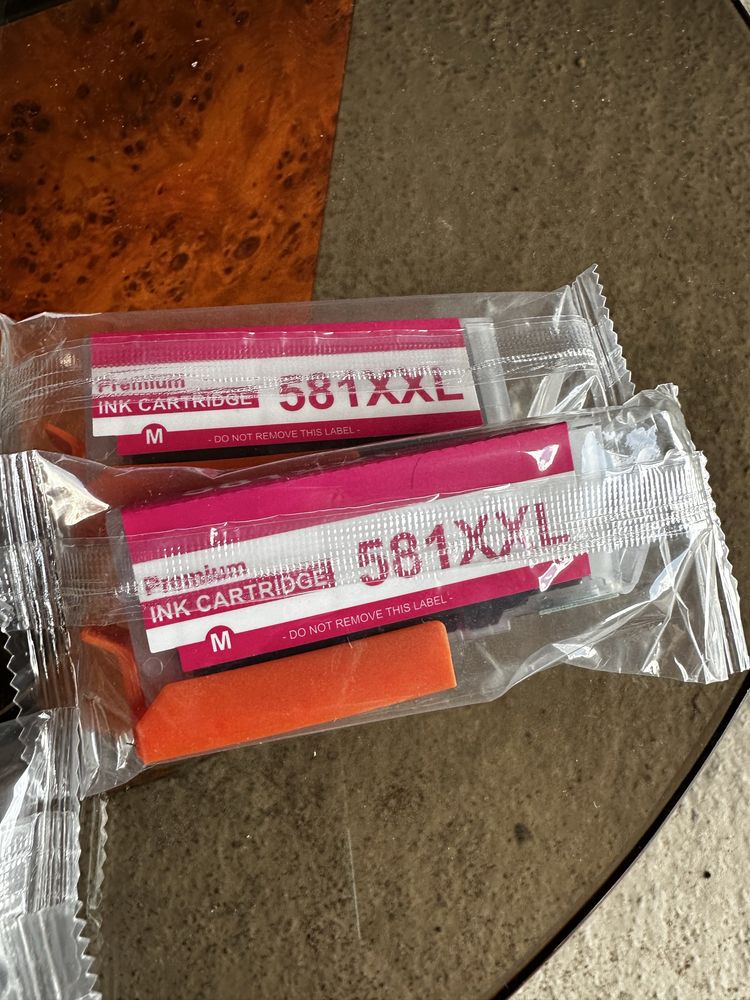 Premium
INK CARTRIDGE
581XXL
M
- DO NOT REMOVE THIS LABEL -
Premium
INK CARTRIDGE
581XXL
M
- DO NOT REMOVE THIS LABEL -